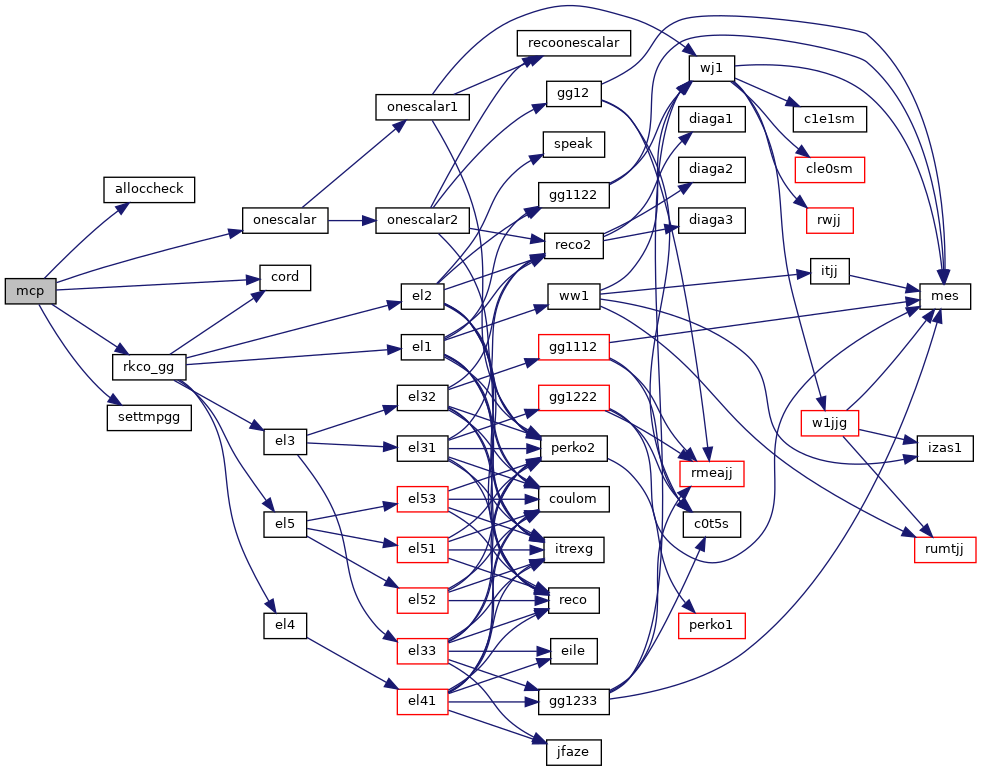 mcp
alloccheck
onescalar
cord
rkco_gg
settmpgg
el3
el5
el4
onescalar1
onescalar2
el2
el1
el32
el31
el53
el51
el52
el33
el41
recoonescalar
gg12
speak
gg1122
reco2
ww1
gg1112
gg1222
perko2
coulom
itrexg
reco
eile
gg1233
jfaze
wj1
diaga1
diaga2
diaga3
rmeajj
c0t5s
perko1
c1e1sm
cle0sm
rwjj
itjj
w1jjg
mes
izas1
rumtjj